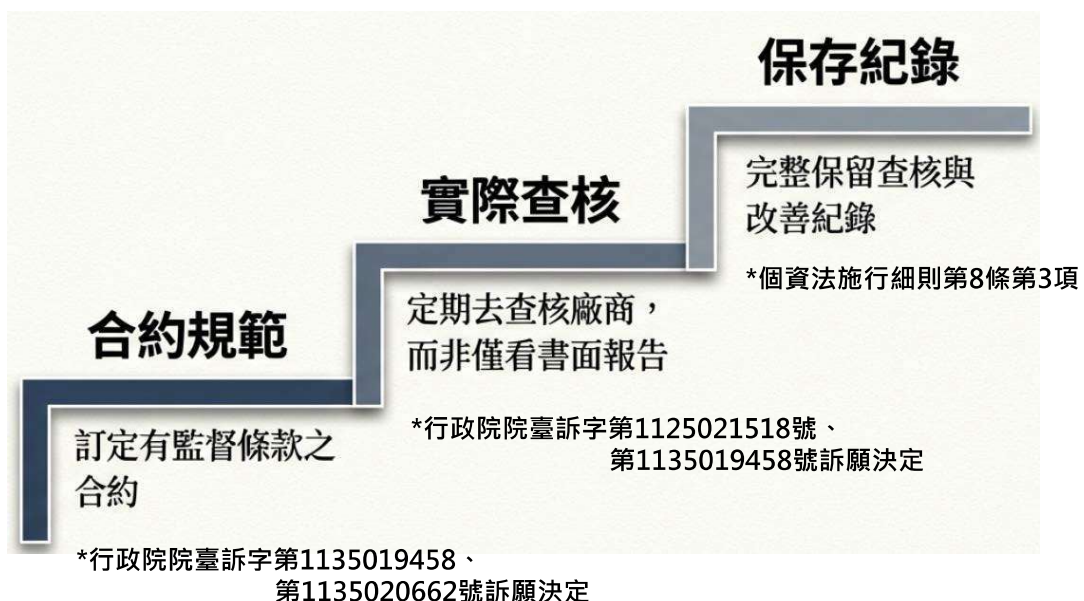 合約規範
訂定有監督條款之
合約
*行政院院臺訴字第1135019458、
第1135020662號訴願決定
實際查核
定期去查核廠商，
而非僅看書面報告
*行政院院臺訴字第1125021518號、
第1135019458號訴願決定
保存紀錄
完整保留查核與
改善紀錄
*個資法施行細則第8條第3項